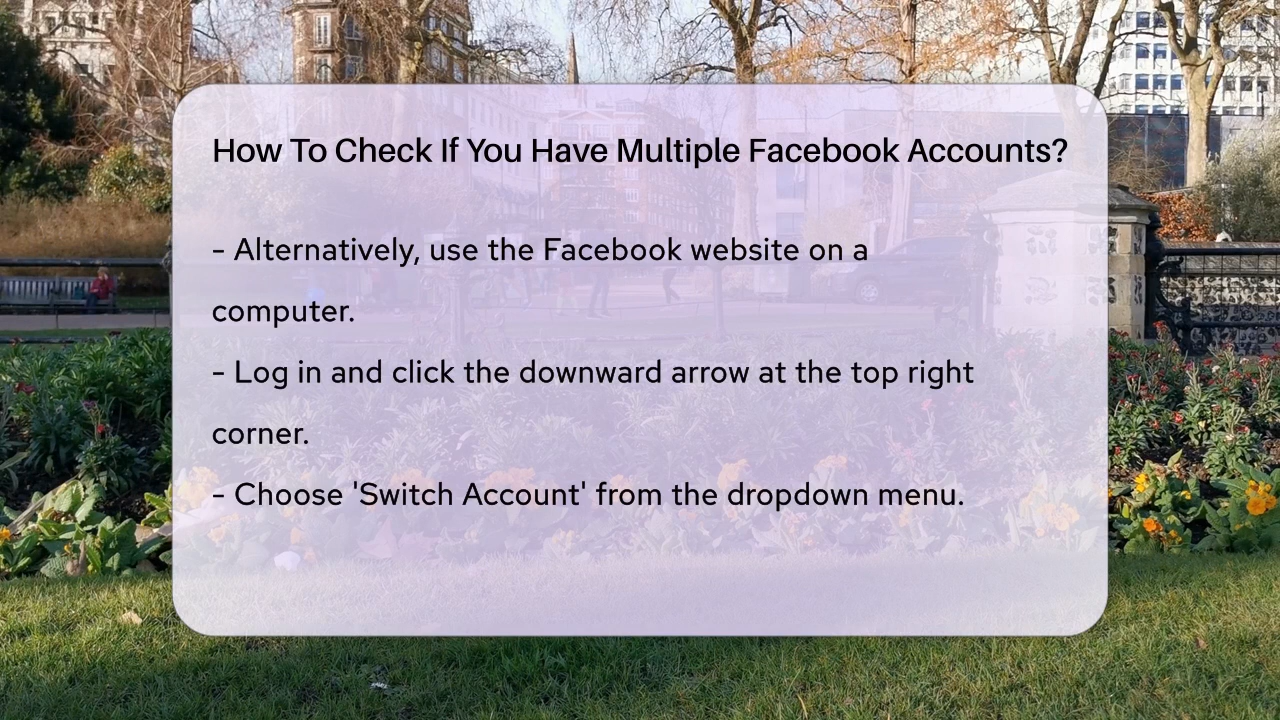 How To Check If You Have Multiple Facebook Accounts?
- Alternatively, use the Facebook website on a
computer.
- Log in and click the downward arrow at the top right
corner.
- Choose 'Switch Account' from the dropdown menu.